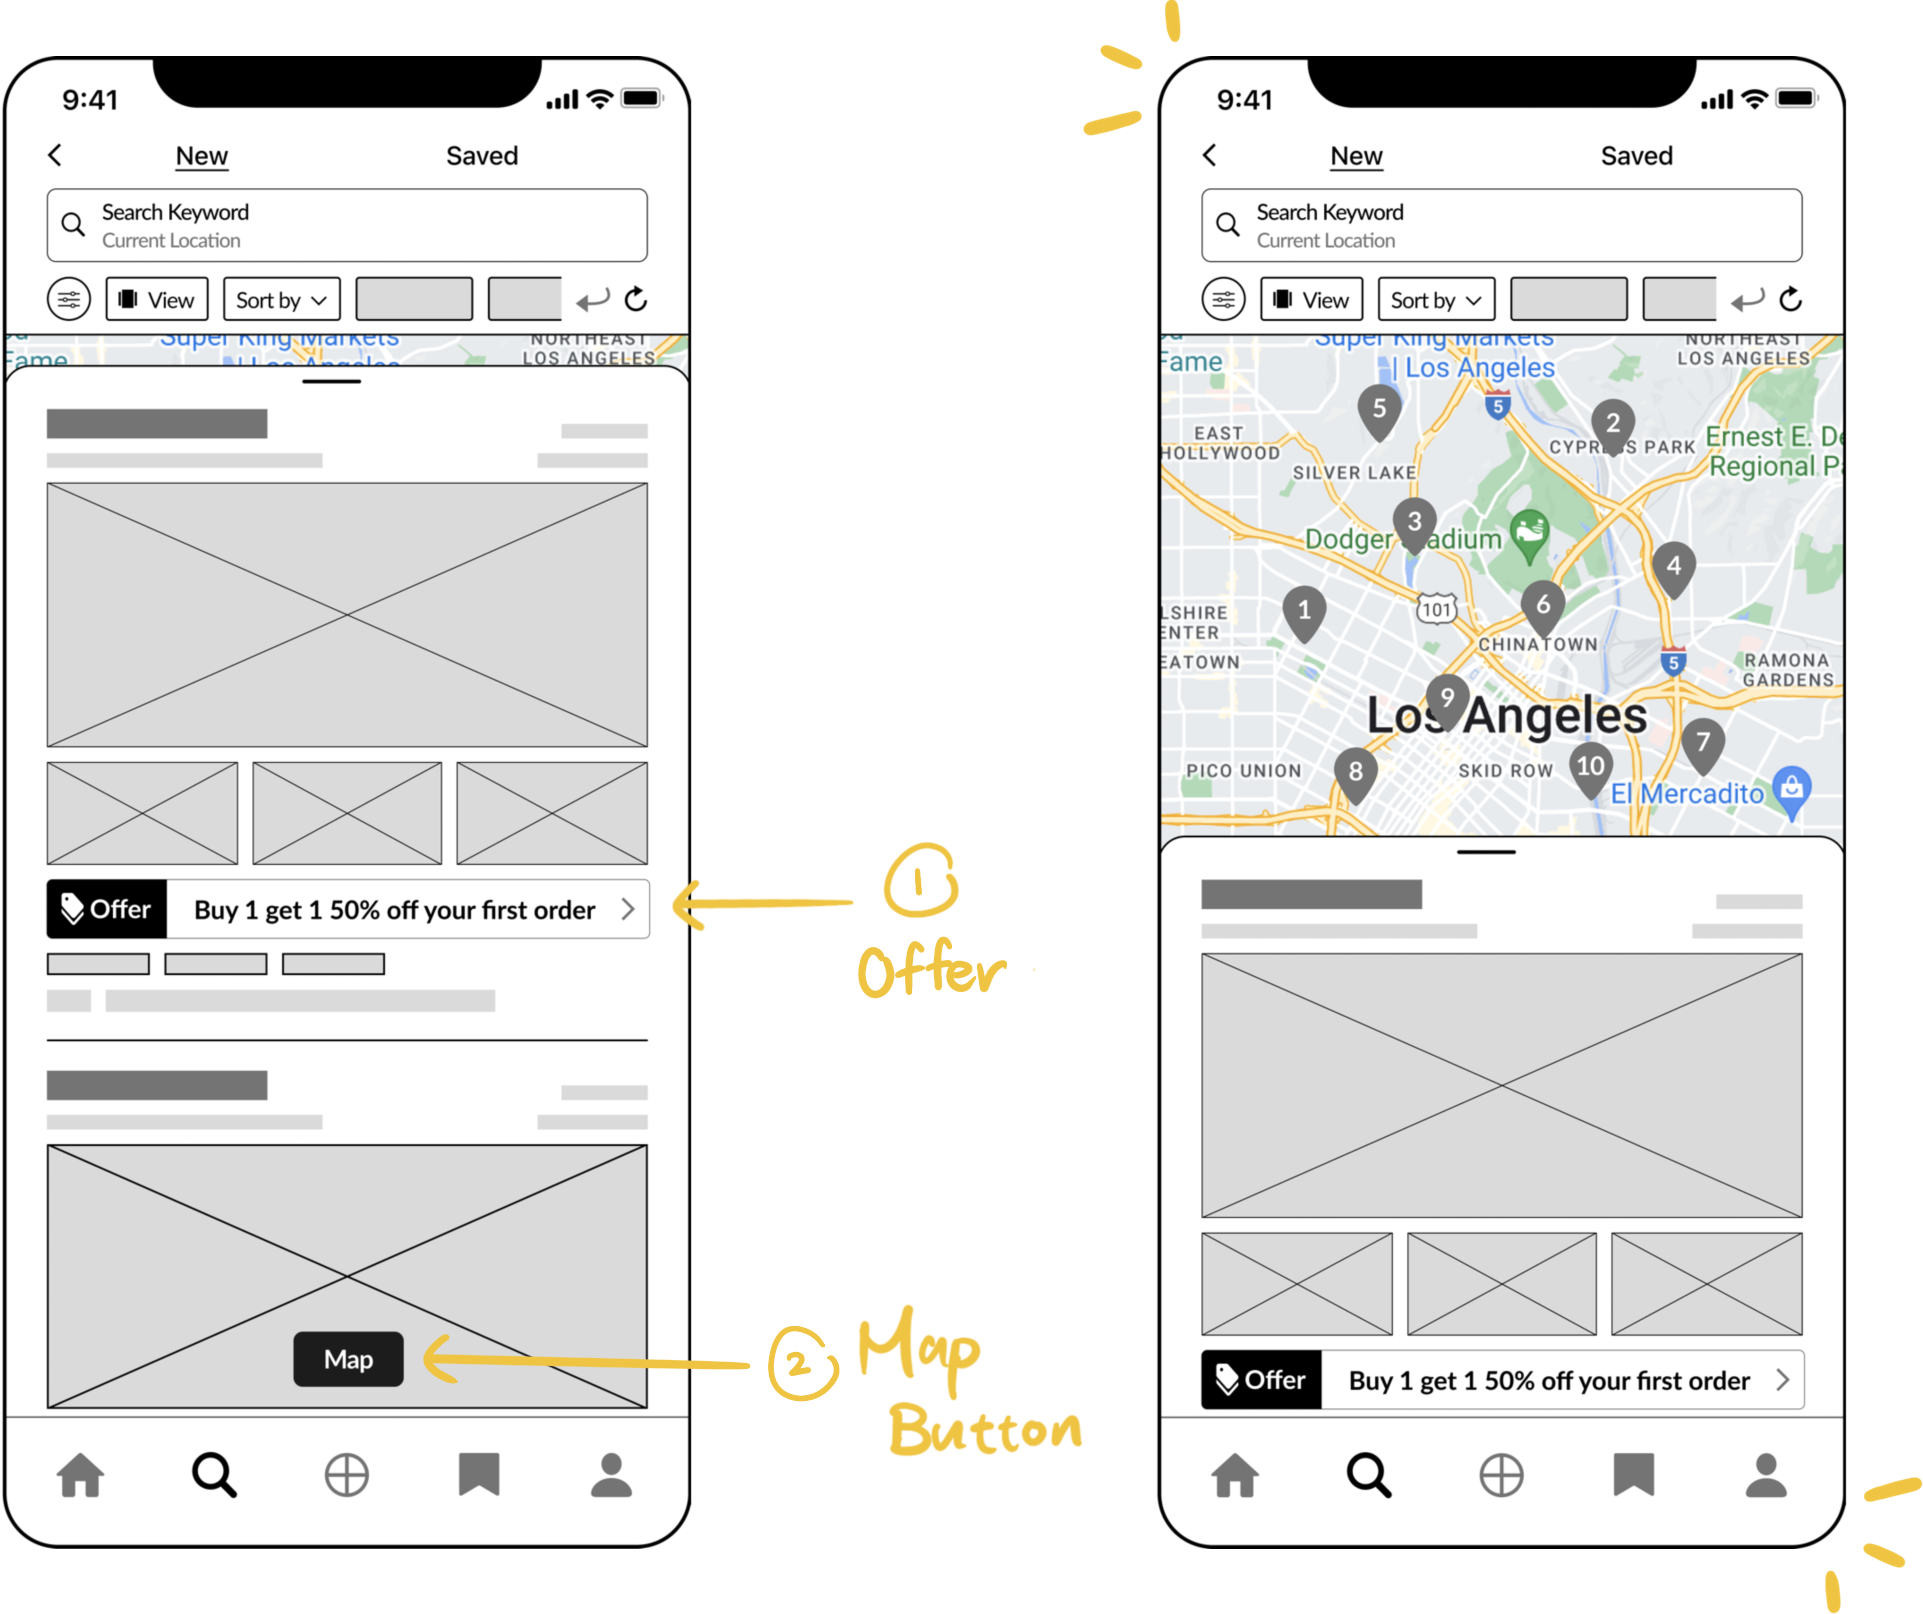 9:41
New Saved
Search Keyword
Current Location
View Sort by
Super King Markets
| Los Angeles
NORTHEAST
LOS ANGELES
Fame
Offer Buy 1 get 1 50% off your first order
Map
1
Offer
2 Map
Button
9:41
New Saved
Search Keyword
Current Location
View Sort by
Super King Markets
| Los Angeles
NORTHEAST
LOS ANGELES
Fame
5
5
2
EAST
HOLLYWOOD
CYPRESS PARK
Ernest E. De
Regional P
SILVER LAKE
3
Dodger Stadium
4
1
101
6
LSHIRE
ENTER
CHINATOWN
EATOWN
5
RAMONA
GARDENS
9
Los Angeles
7
PICO UNION
8
SKID ROW
10
El Mercadito
Offer Buy 1 get 1 50% off your first order